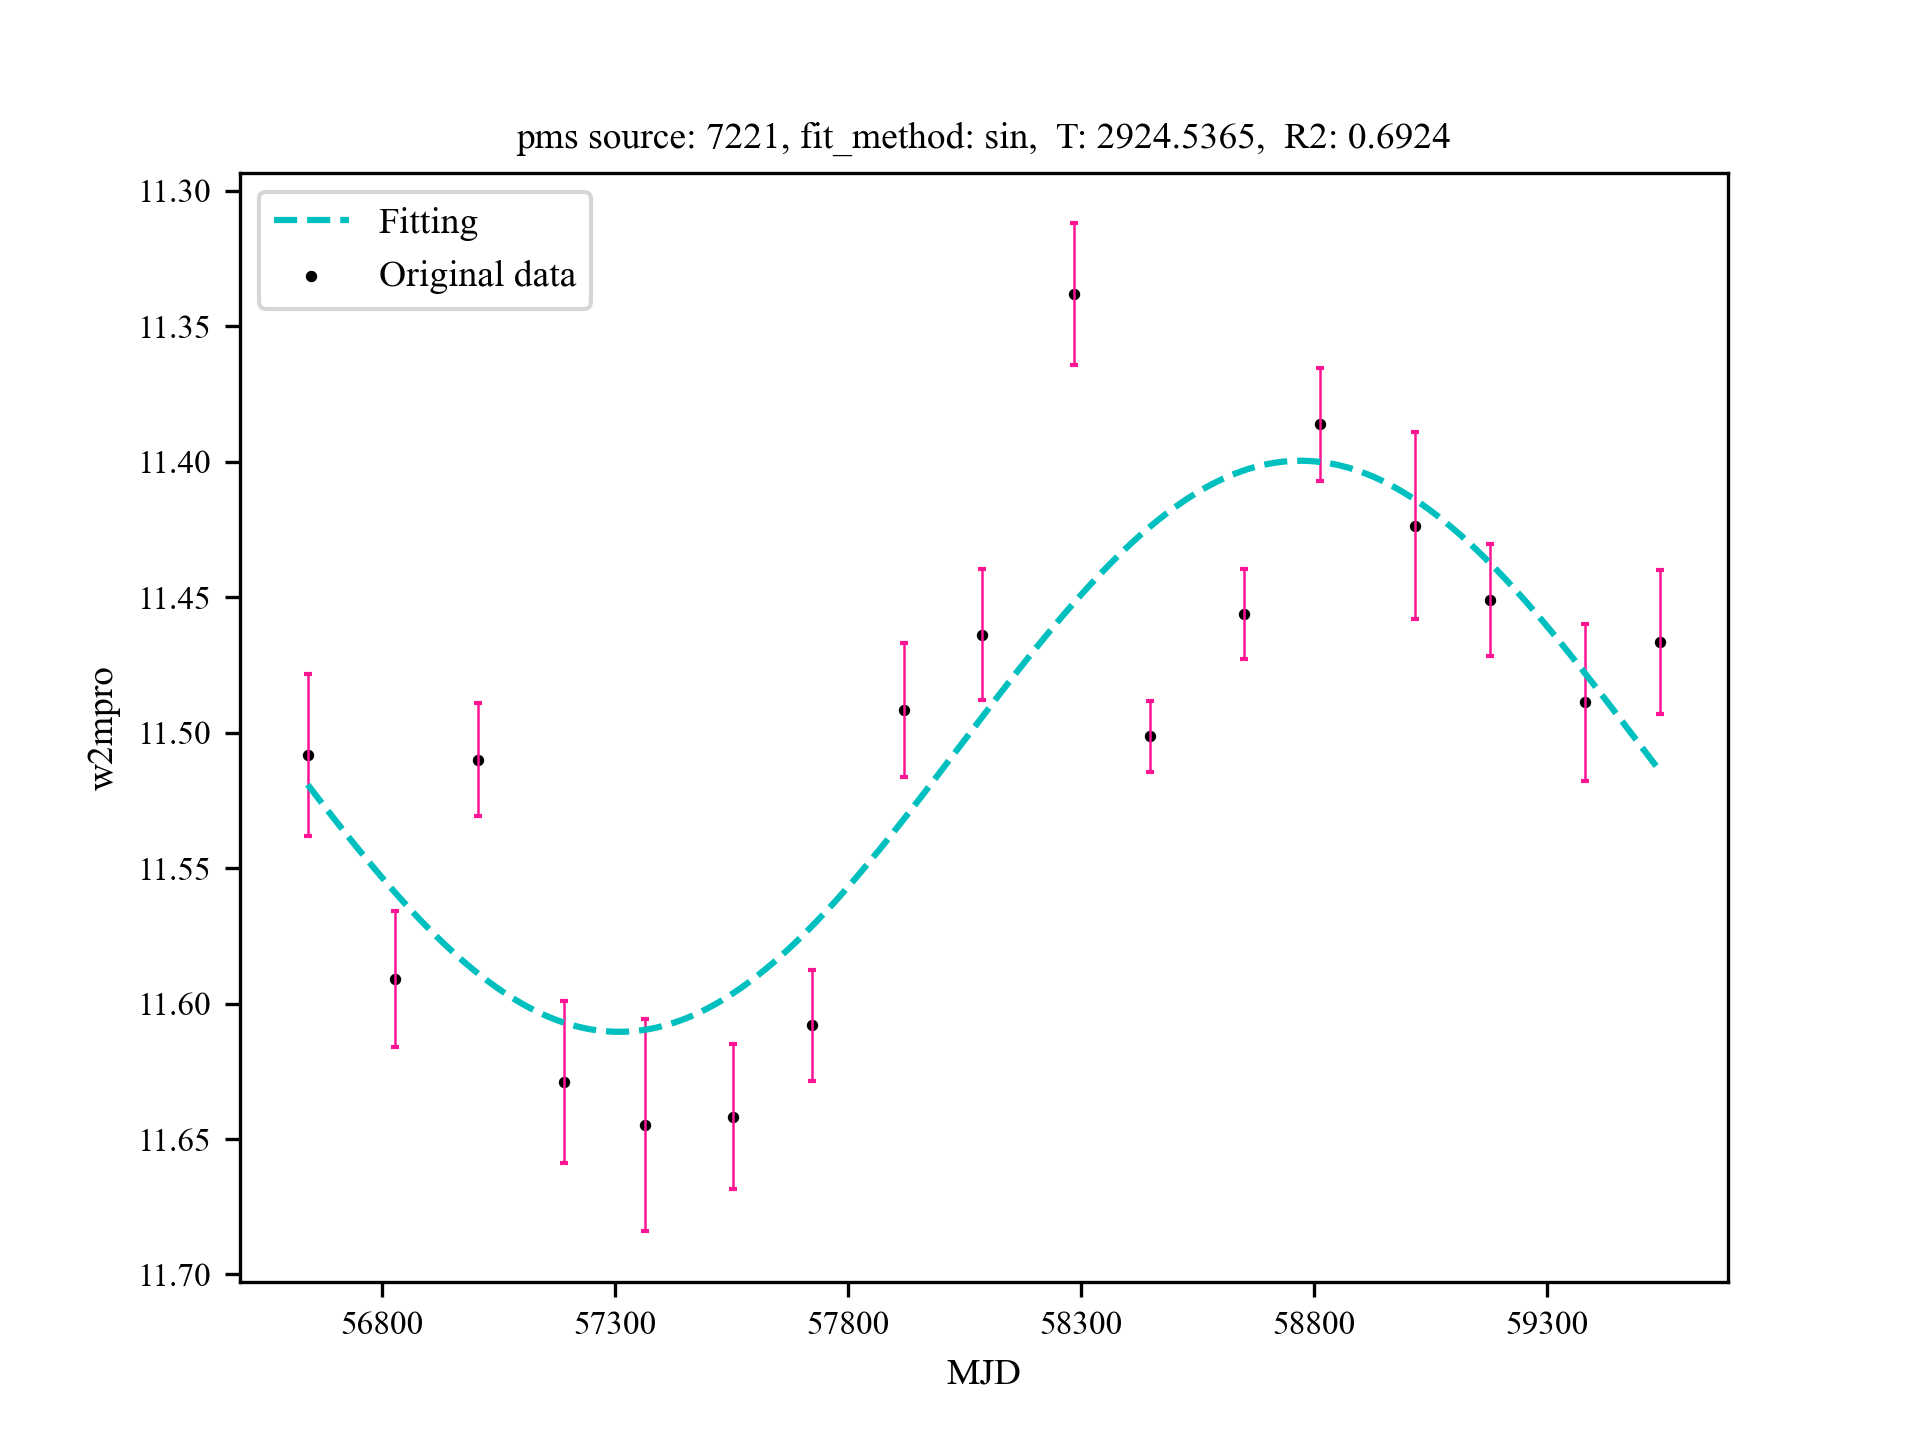 pms source: 7221, fit_method: sin,  T: 2924.5365,  R2: 0.6924
Fitting
Original data
11.30
11.35
11.40
11.45
11.50
11.55
11.60
11.65
11.70
w2mpro
56800 57300 57800 58300 58800 59300
MJD